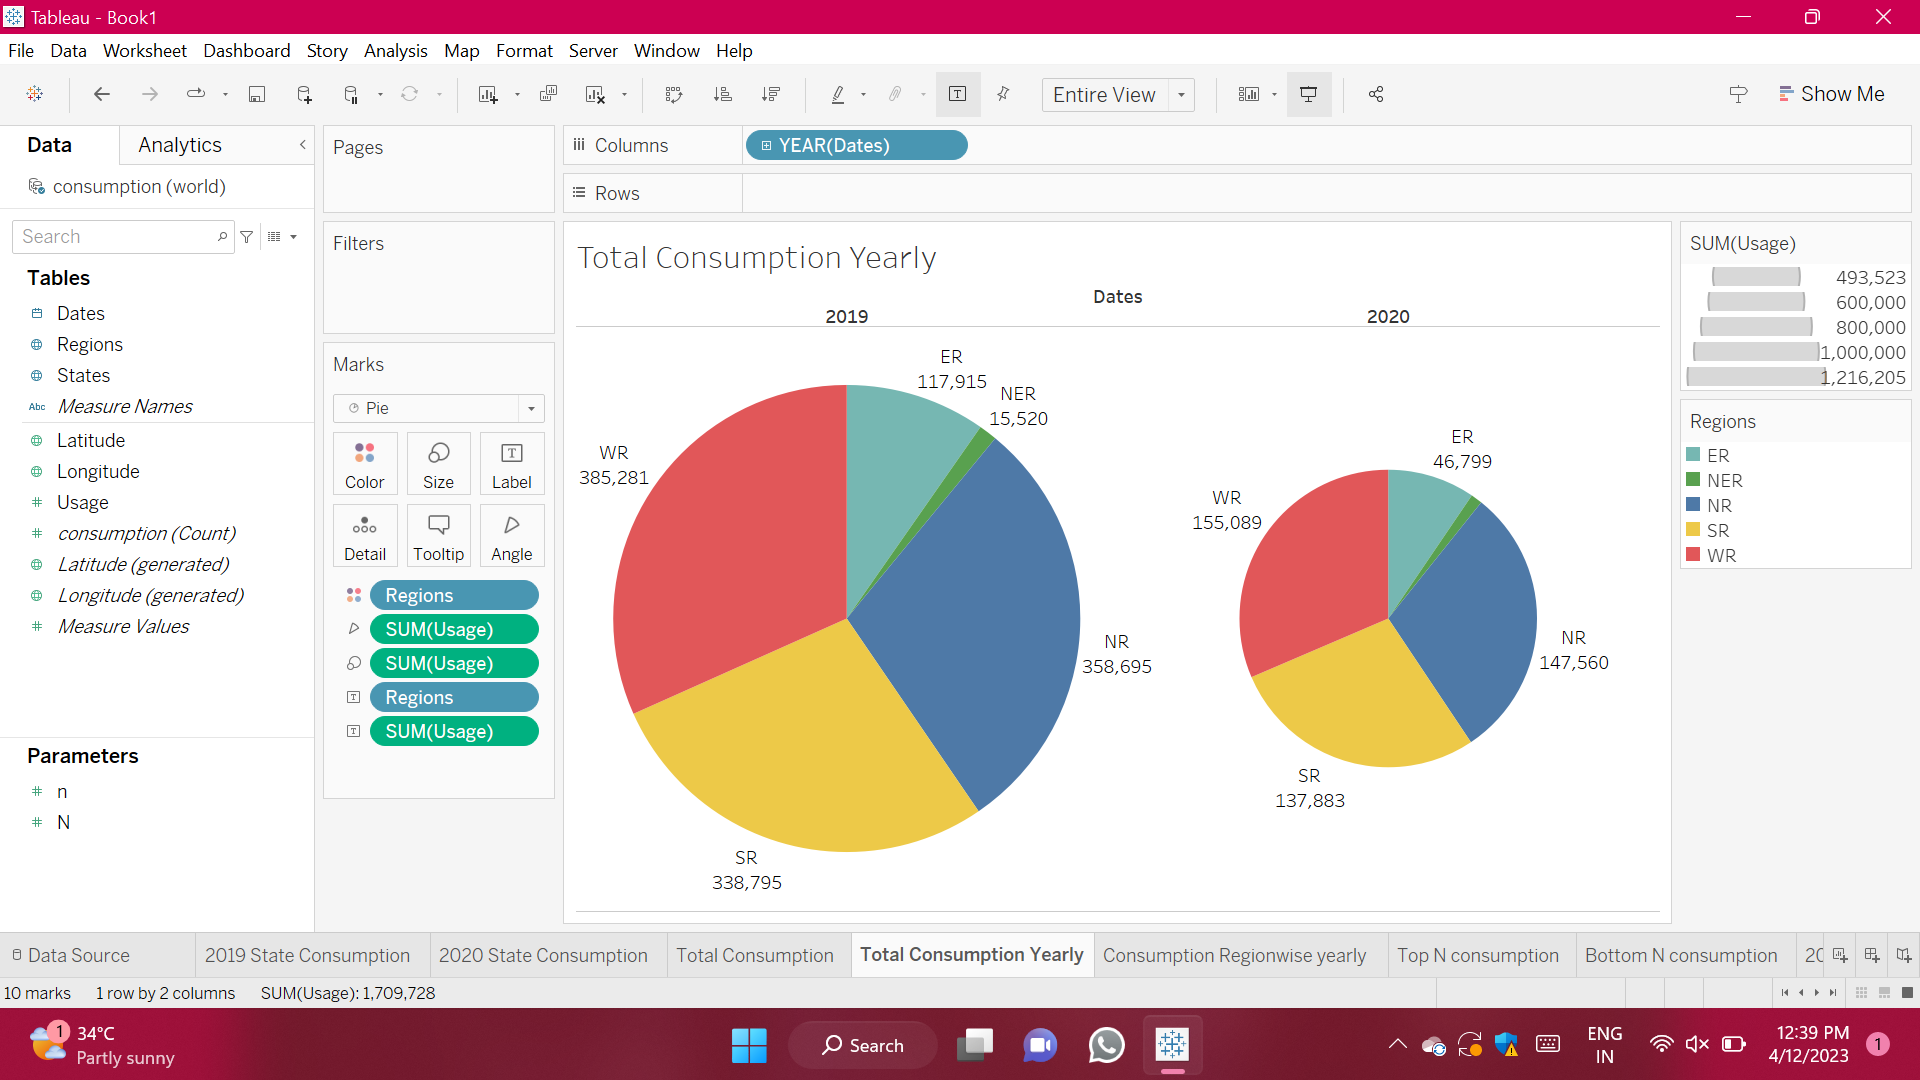 Tableau - Book1
File Data Worksheet Dashboard Story Analysis Map Format Server Window Help
Entire View
Show Me
Data Analytics
consumption (world)
Search
Tables
Dates
Regions
States
Abc Measure Names
Latitude
Longitude
# Usage
# consumption (Count)
Latitude (generated)
Longitude (generated)
# Measure Values
Parameters
# n
# N
Pages
Filters
Marks
Pie
Color Size Label
Detail Tooltip Angle
Regions
SUM(Usage)
SUM(Usage)
Regions
SUM(Usage)
Columns YEAR(Dates)
Rows
Total Consumption Yearly
Dates
2019 2020
ER
117,915
NER
15,520
WR
385,281
NR
358,695
SR
338,795
ER
46,799
WR
155,089
NR
147,560
SR
137,883
SUM(Usage)
493,523
600,000
800,000
1,000,000
1,216,205
Regions
ER
NER
NR
SR
WR
Data Source 2019 State Consumption 2020 State Consumption Total Consumption Total Consumption Yearly Consumption Regionwise yearly Top N consumption Bottom N consumption 20
10 marks 1 row by 2 columns SUM(Usage): 1,709,728
1 34°C
Partly sunny
Search
ENG
IN
12:39 PM
4/12/2023
1